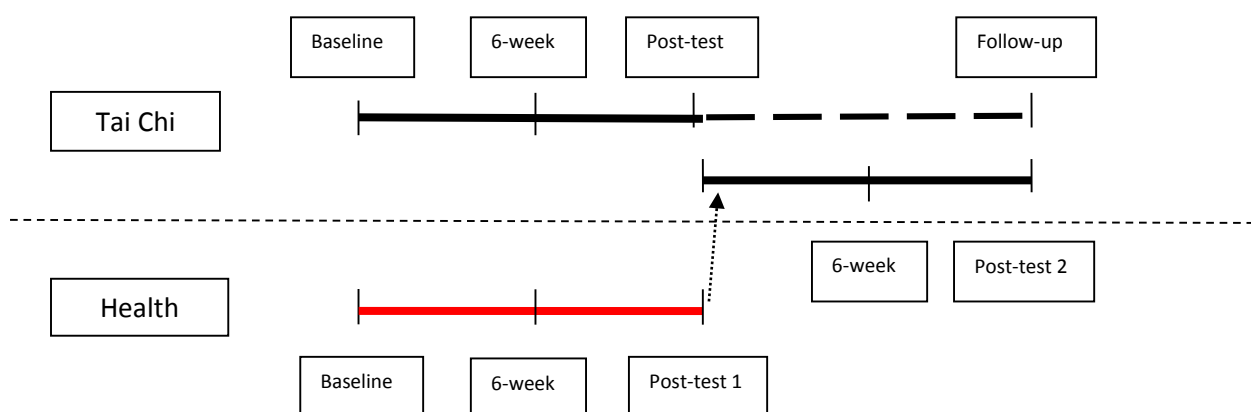 Baseline
6-week
Post-test
Follow-up
Tai Chi
6-week
Post-test 2
Health
Baseline
6-week
Post-test 1